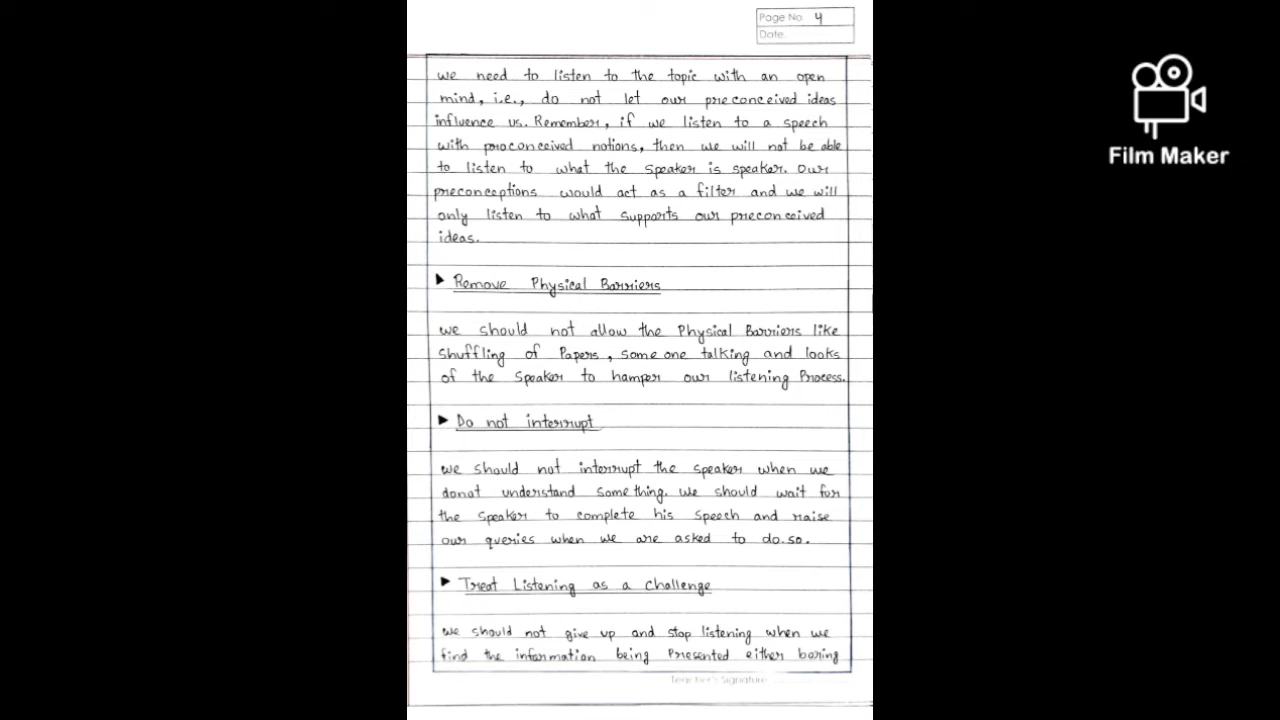 Page No. 4
Date.
we need to listen to the topic with an open
mind, i.e., do not let our preconceived ideas
influence us. Remember, if we listen to a speech
with proconceived notions, then we will not be able
to listen to what the speaker is speaker. Our
preconceptions would act as a filter and we will
only listen to what supports our preconceived
ideas.
Remove Physical Barriers
we should not allow the Physical Barriers like
shuffling of Papers, some one talking and looks
of the speaker to hamper our listening Process.
Do not interrupt
we should not interrupt the speaker when we
donot understand something. we should wait for
the speaker to complete his speech and raise
our queries when we are asked to do.so.
Treat Listening as a challenge
we should not give up and stop listening when we
find the information being Presented either boring
Teacher's Signature
Film Maker